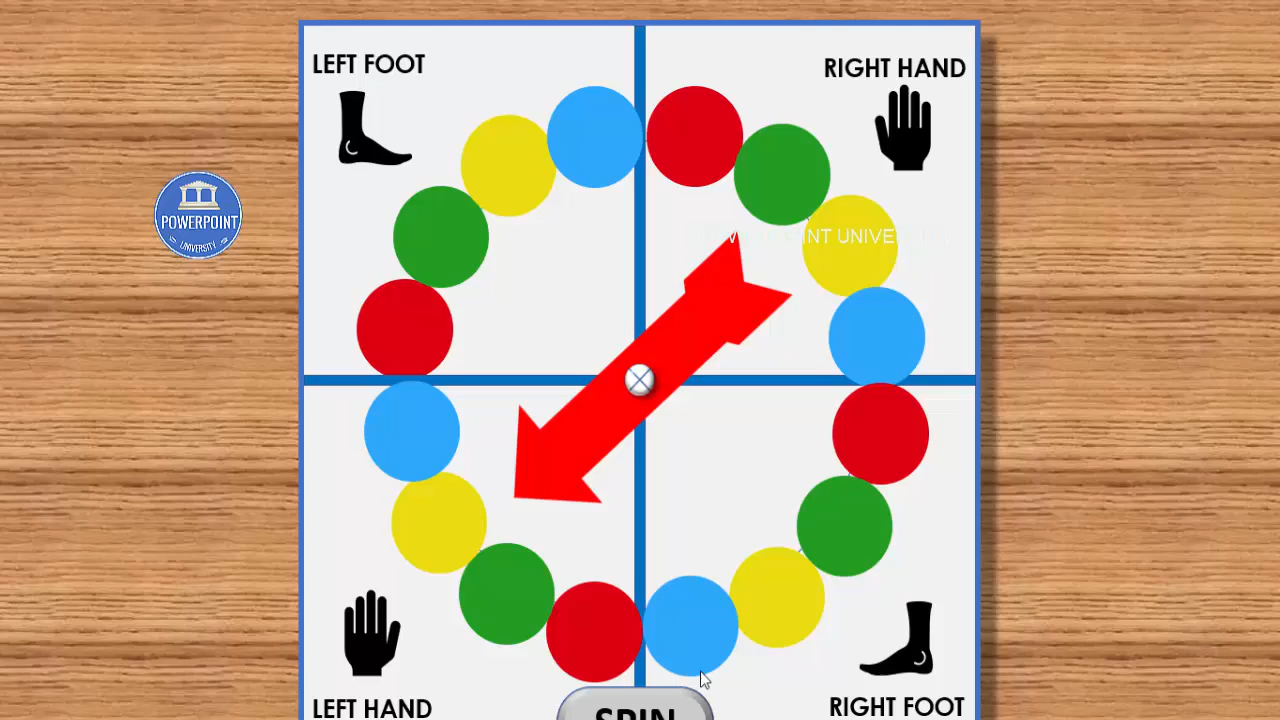 LEFT FOOT
RIGHT HAND
POWERPOINT
UNIVERSITY
LEFT HAND
RIGHT FOOT
SPIN